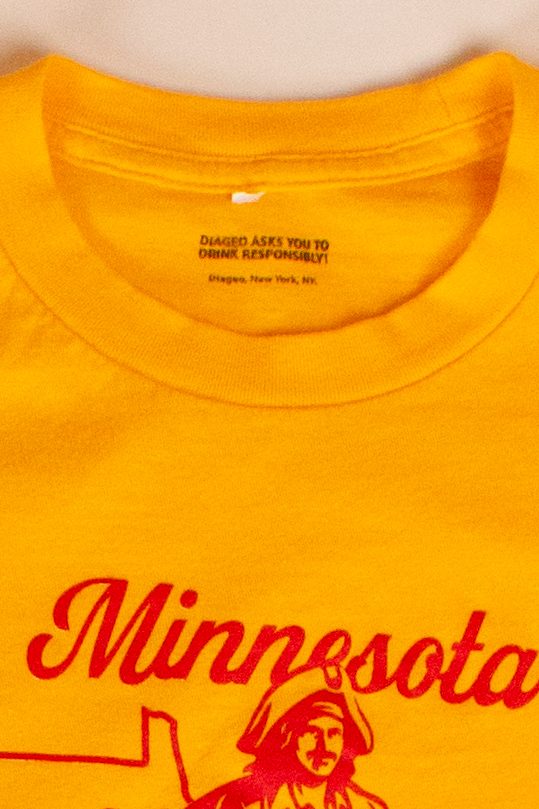 DIAGEO ASKS YOU TO
DRINK RESPONSIBLY!
Diageo, New York, NY.
Minnesota